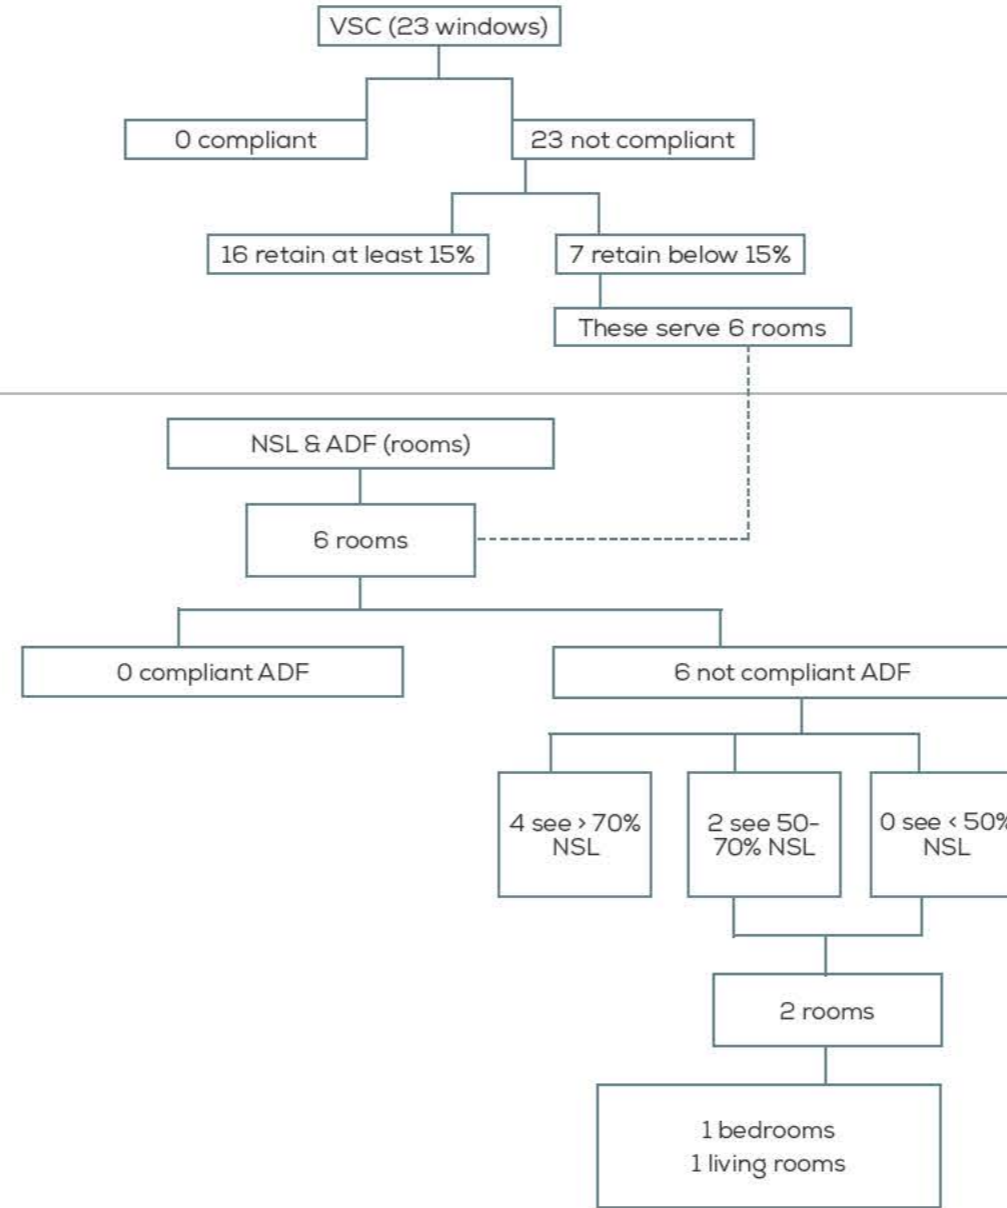 VSC (23 windows)
0 compliant
23 not compliant
16 retain at least 15%
7 retain below 15%
These serve 6 rooms
NSL & ADF (rooms)
6 rooms
0 compliant ADF
6 not compliant ADF
4 see > 70%
NSL
2 see 50-
70% NSL
0 see < 50%
NSL
2 rooms
1 bedrooms
1 living rooms